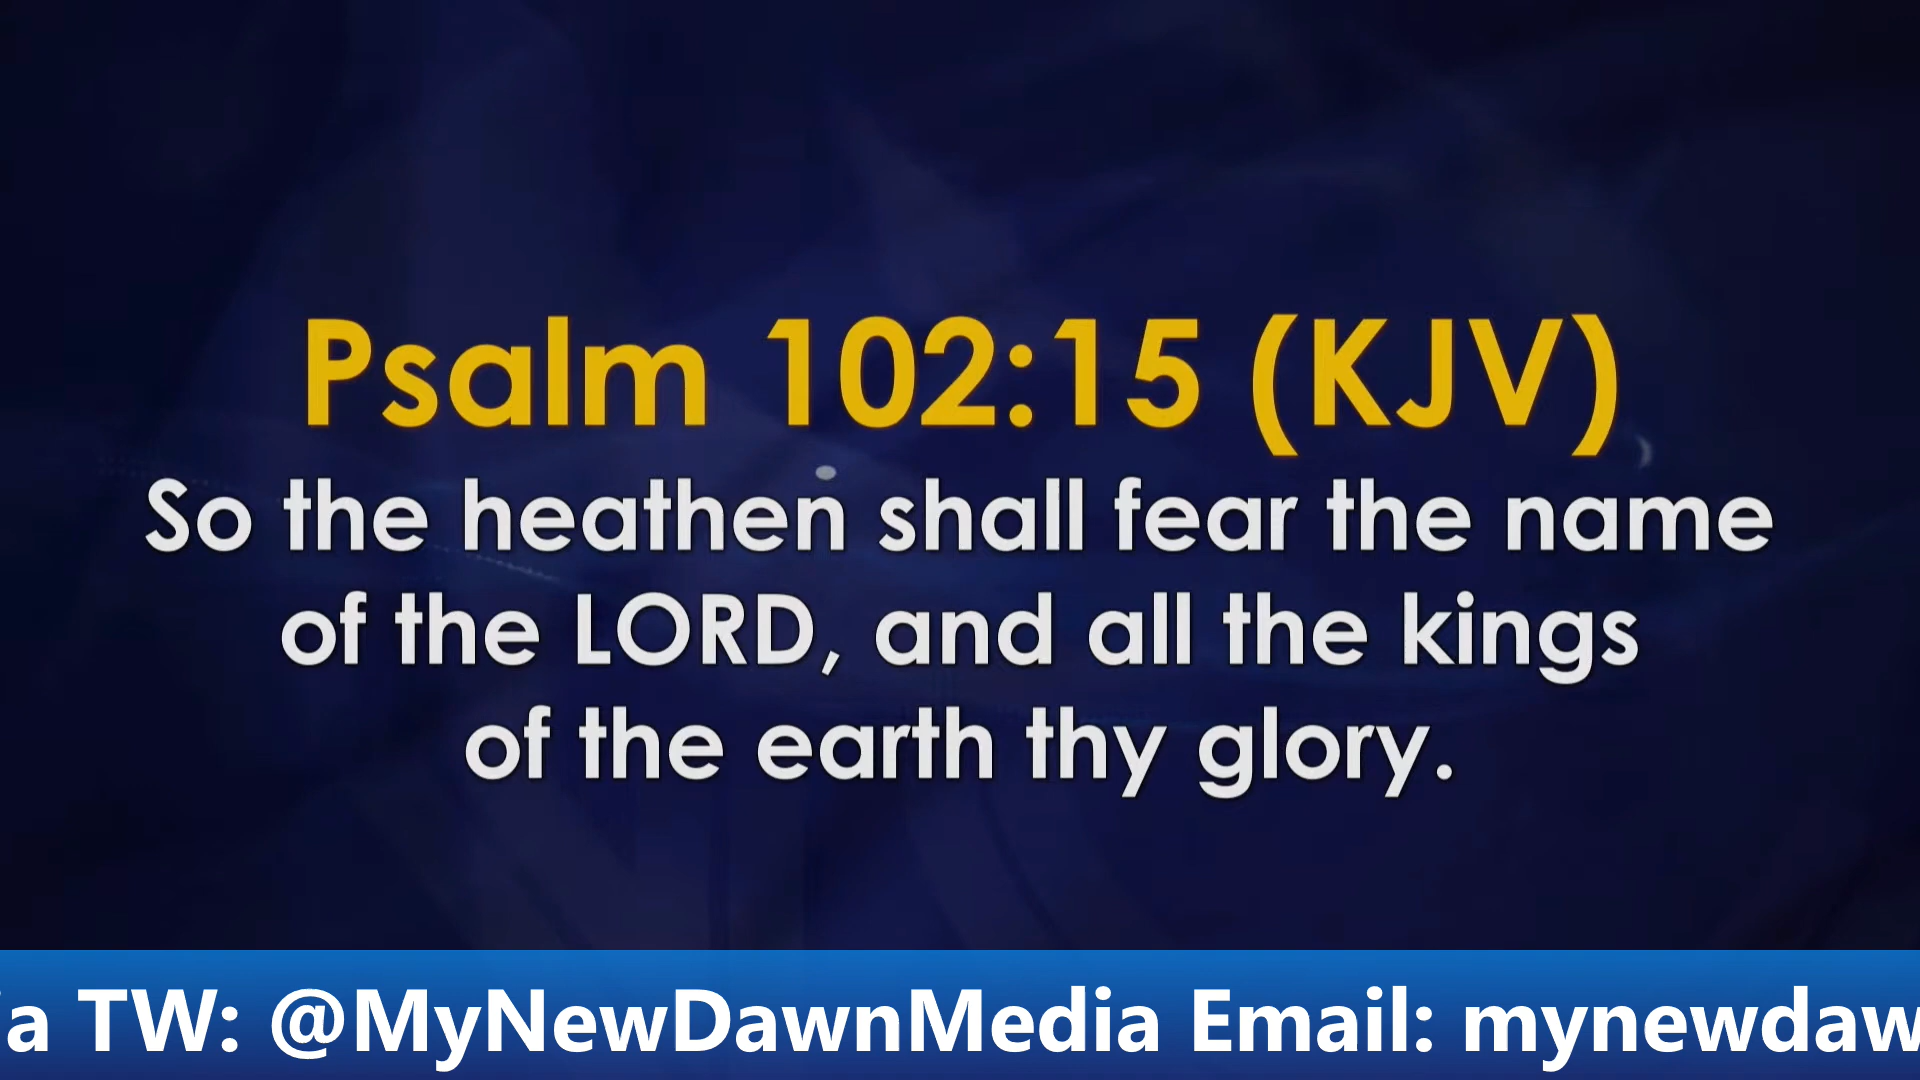 Psalm 102:15 (KJV)
So the heathen shall fear the name
of the LORD, and all the kings
of the earth thy glory.
a TW: @MyNewDawnMedia Email: mynewdaw